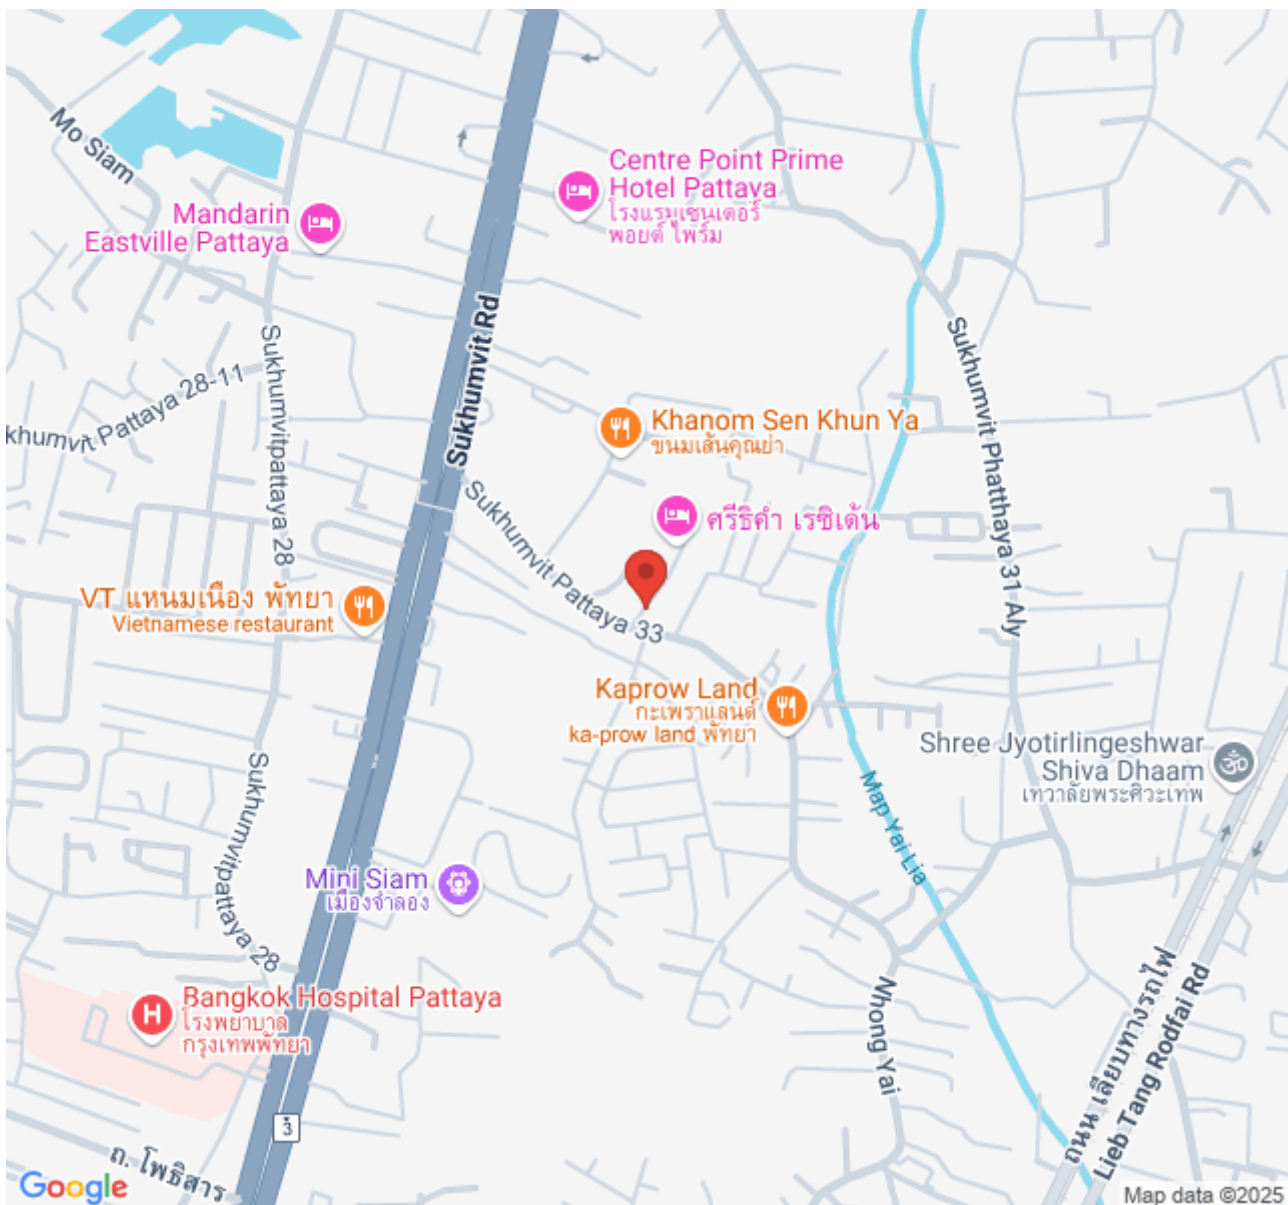 Mo Siam
Centre Point Prime
Hotel Pattaya
โรงแรมเซนเตอร์
พอยต์ ไพร์ม
Mandarin
Eastville Pattaya
Sukhumvit Rd
Sukhumvitpattaya 28
khumvit Pattaya 28-11
Sukhumvit Phatthaya 31 Aly
Khanom Sen Khun Ya
ขนมเส้นคุณย่า
Sukhumvit Pattaya 33
ศรีธิคำ เรซิเด้น
VT แหนมเนือง พัทยา
Vietnamese restaurant
Kaprow Land
กะเพราแลนด์
ka-prow land พัทยา
Shree Jyotirlingeshwar
Shiva Dhaam
เทวาลัยพระศิวะเทพ
Map Yai Lia
Sukhumvitpattaya 28
Mini Siam
เมืองจำลอง
Bangkok Hospital Pattaya
โรงพยาบาล
กรุงเทพพัทยา
H
Nhong Yai
ถนน เลียบทางรถไฟ
Lieb Tang Rodfai Rd
3
ถ. โพธิสาร
Google
Map data ©2025